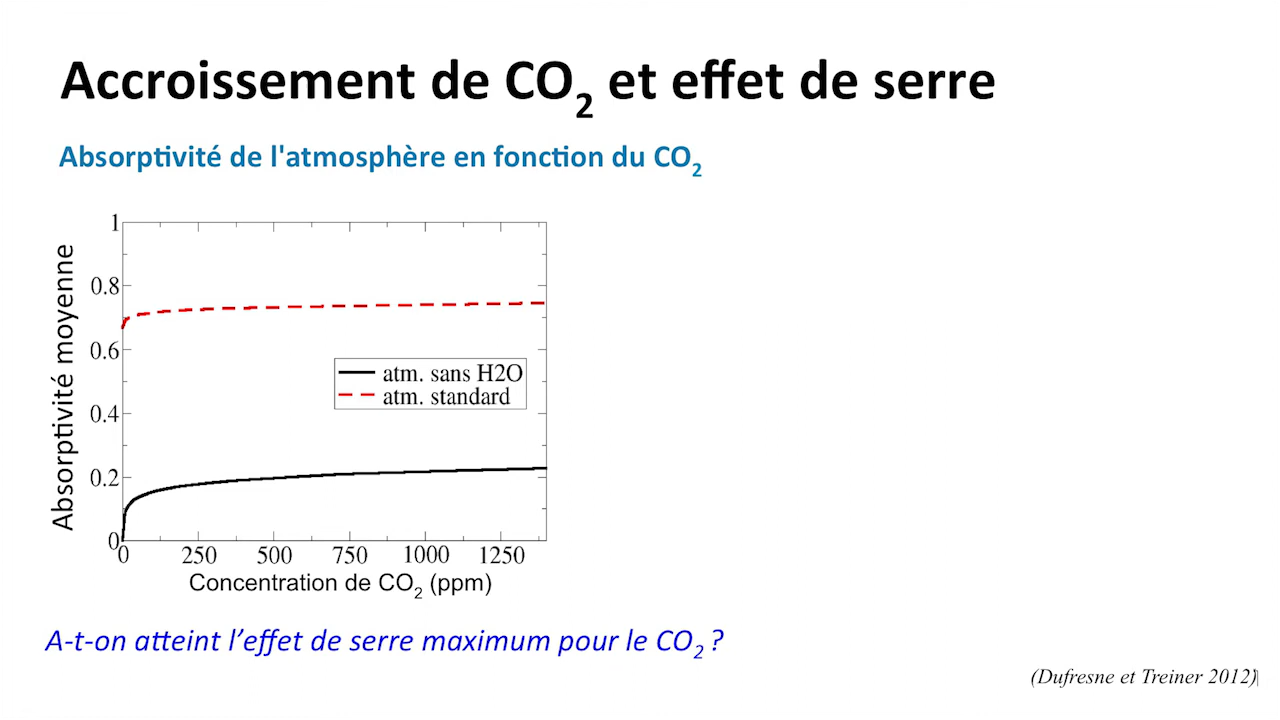 Accroissement de CO2 et effet de serre
Absorptivité de l'atmosphère en fonction du CO2
Absorptivité moyenne
1
0.8
0.6
0.4
0.2
0
atm. sans H2O
atm. standard
0 250 500 750 1000 1250
Concentration de CO2 (ppm)
A-t-on atteint l’effet de serre maximum pour le CO2 ?
(Dufresne et Treiner 2012)